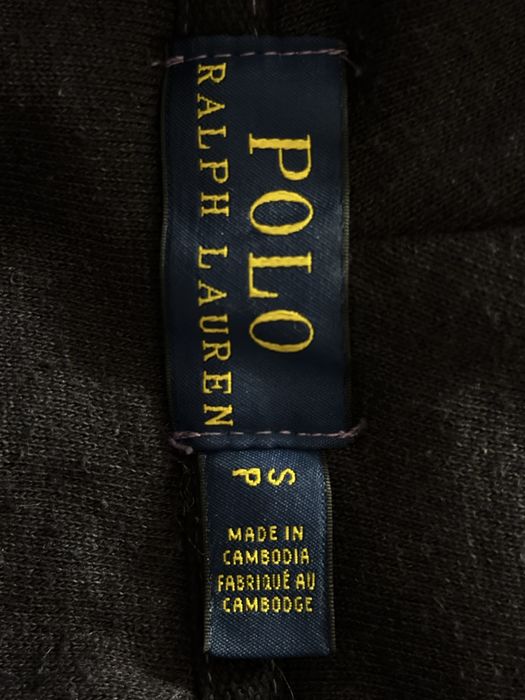 POLO
RALPH LAUREN
S
P
MADE IN
CAMBODIA
FABRIQUÉ AU
CAMBODGE